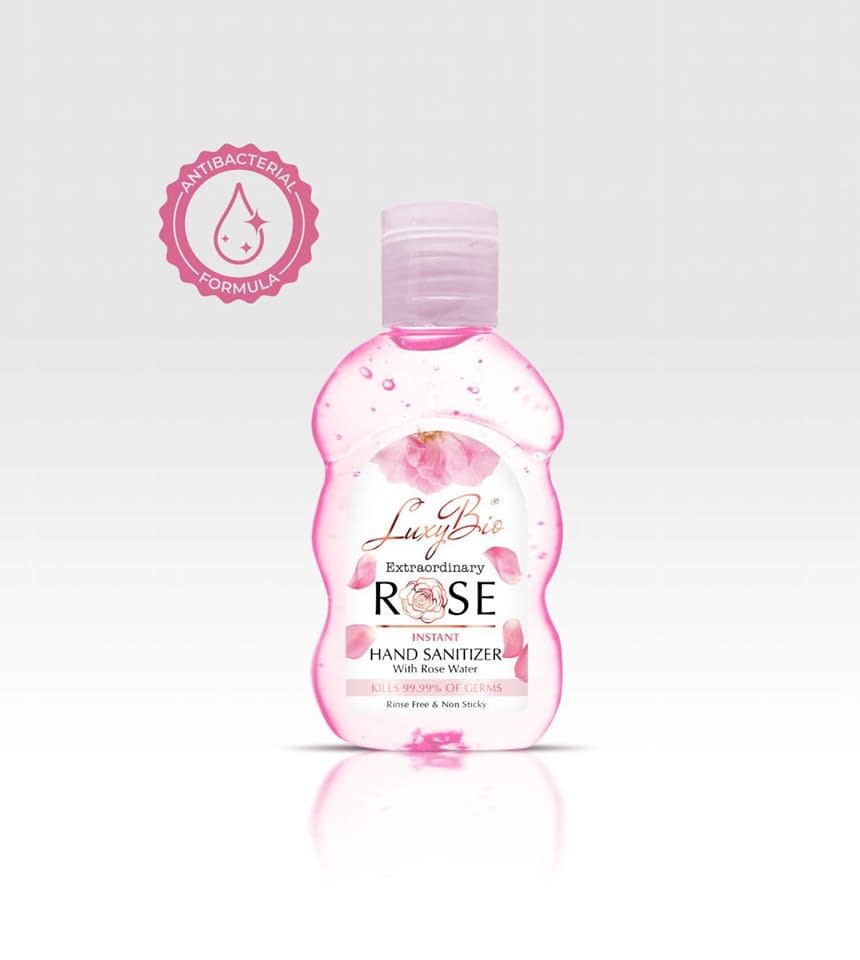 ANTIBACTERIAL
FORMULA
LuxyBio®
Extraordinary
ROSE
INSTANT
HAND SANITIZER
With Rose Water
KILLS 99.99% OF GERMS
Rinse Free & Non Sticky